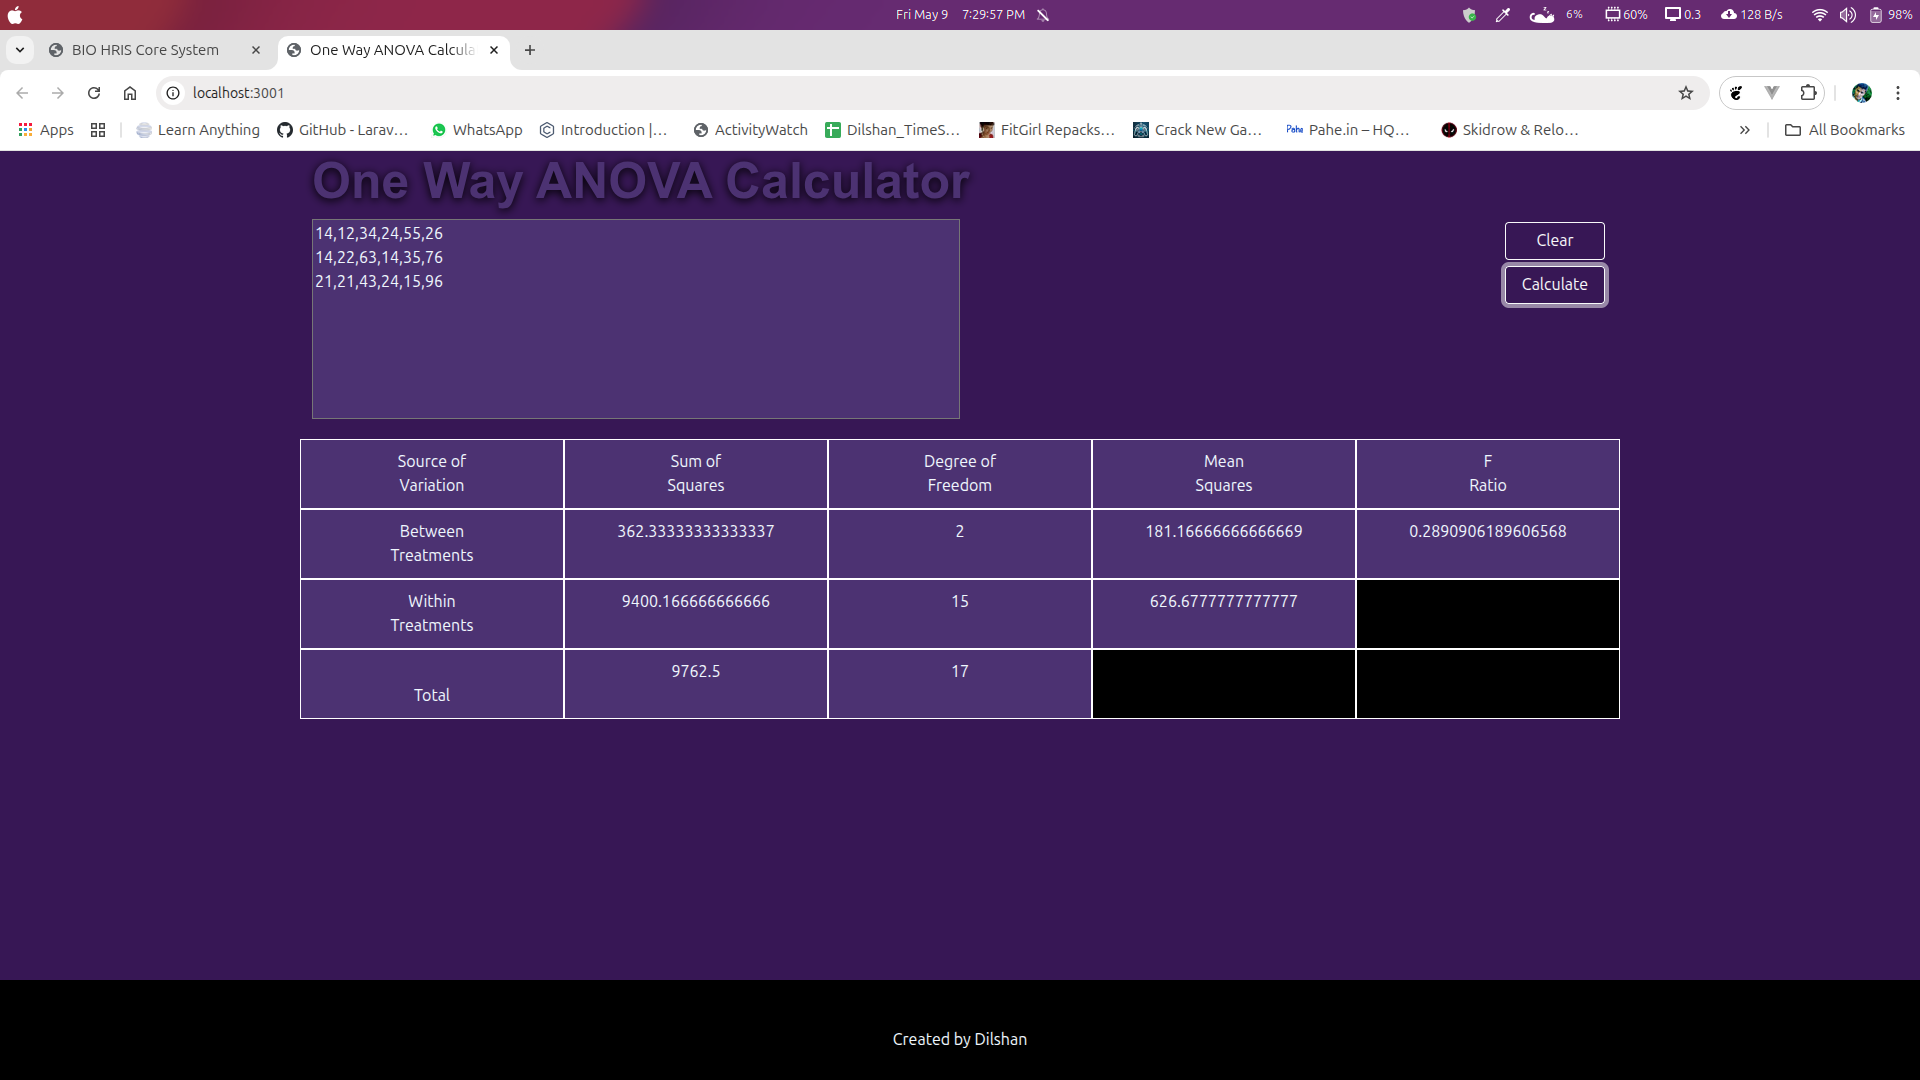 Fri May 9 7:29:57 PM
6% 60% 0.3 128 B/s 98%
BIO HRIS Core System
One Way ANOVA Calcula
localhost:3001
Apps Learn Anything GitHub - Larav… WhatsApp Introduction |… ActivityWatch Dilshan_TimeS… FitGirl Repacks… Crack New Ga… Pahe Pahe.in – HQ… Skidrow & Relo… » All Bookmarks
One Way ANOVA Calculator
14,12,34,24,55,26
14,22,63,14,35,76
21,21,43,24,15,96
Clear
Calculate
Source of
Variation
Sum of
Squares
Degree of
Freedom
Mean
Squares
F
Ratio
Between
Treatments
362.33333333333337
2
181.16666666666669
0.2890906189606568
Within
Treatments
9400.166666666666
15
626.6777777777777
Total
9762.5
17
Created by Dilshan